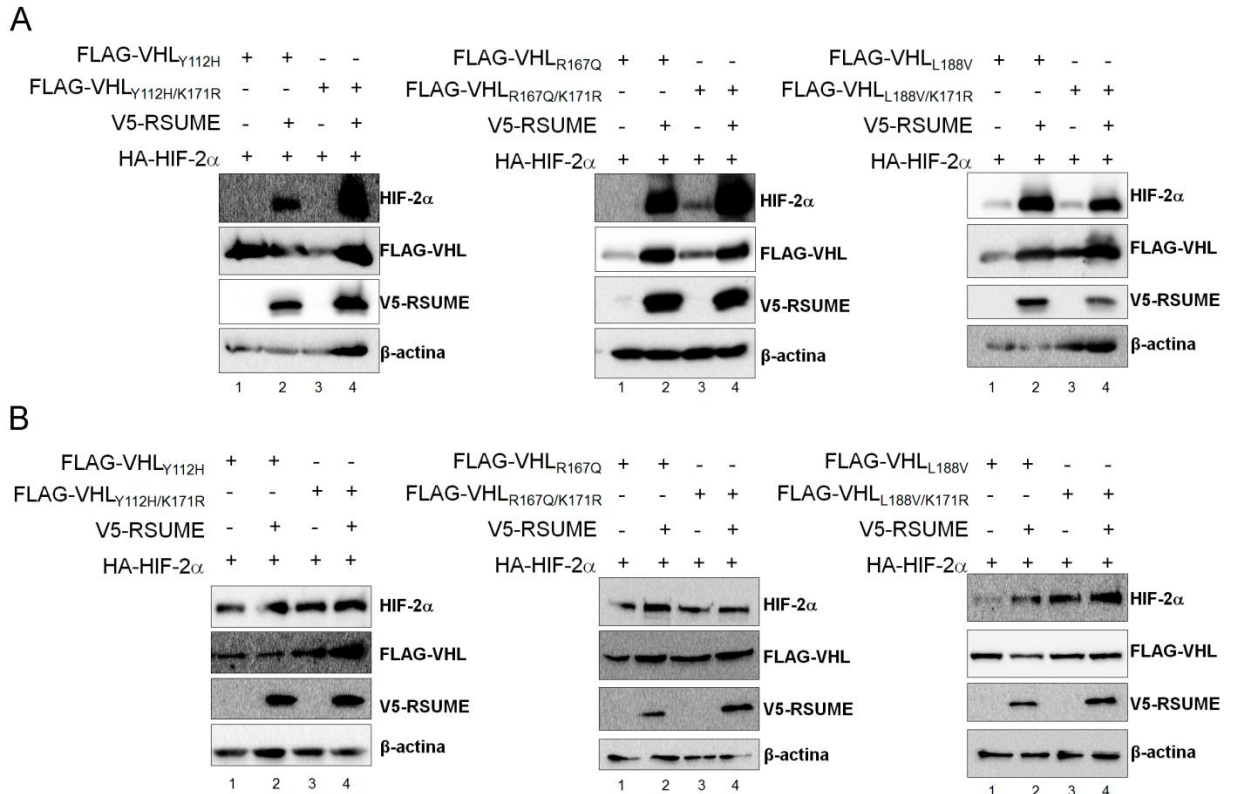 A
FLAG-VHLY112H + + - -
FLAG-VHLY112H/K171R - - + +
V5-RSUME - + - +
HA-HIF-2α + + + +
HIF-2α
FLAG-VHL
V5-RSUME
β-actina
1 2 3 4
FLAG-VHLR167Q + + - -
FLAG-VHLR167Q/K171R - - + +
V5-RSUME - + - +
HA-HIF-2α + + + +
HIF-2α
FLAG-VHL
V5-RSUME
β-actina
1 2 3 4
FLAG-VHLL188V + + - -
FLAG-VHLL188V/K171R - - + +
V5-RSUME - + - +
HA-HIF-2α + + + +
HIF-2α
FLAG-VHL
V5-RSUME
β-actina
1 2 3 4
B
FLAG-VHLY112H + + - -
FLAG-VHLY112H/K171R - - + +
V5-RSUME - + - +
HA-HIF-2α + + + +
HIF-2α
FLAG-VHL
V5-RSUME
β-actina
1 2 3 4
FLAG-VHLR167Q + + - -
FLAG-VHLR167Q/K171R - - + +
V5-RSUME - + - +
HA-HIF-2α + + + +
HIF-2α
FLAG-VHL
V5-RSUME
β-actina
1 2 3 4
FLAG-VHLL188V + + - -
FLAG-VHLL188V/K171R - - + +
V5-RSUME - + - +
HA-HIF-2α + + + +
HIF-2α
FLAG-VHL
V5-RSUME
β-actina
1 2 3 4